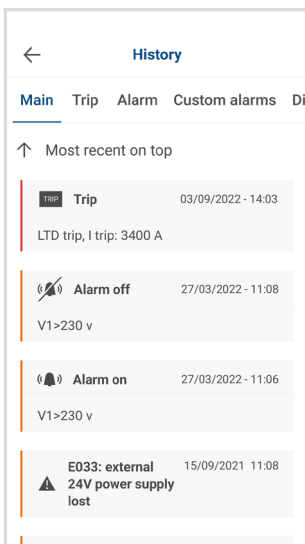 History
Main Trip Alarm Custom alarms Di
Most recent on top
TRIP Trip 03/09/2022 - 14:03
LTD trip, I trip: 3400 A
Alarm off 27/03/2022 - 11:08
V1>230 v
Alarm on 27/03/2022 - 11:06
V1>230 v
E033: external 15/09/2021 11:08
24V power supply
lost